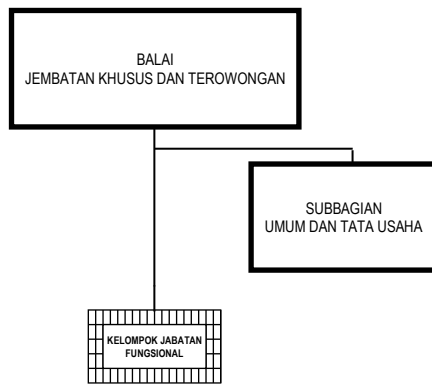 BALAI
JEMBATAN KHUSUS DAN TEROWONGAN
SUBBAGIAN
UMUM DAN TATA USAHA
KELOMPOK JABATAN
FUNGSIONAL